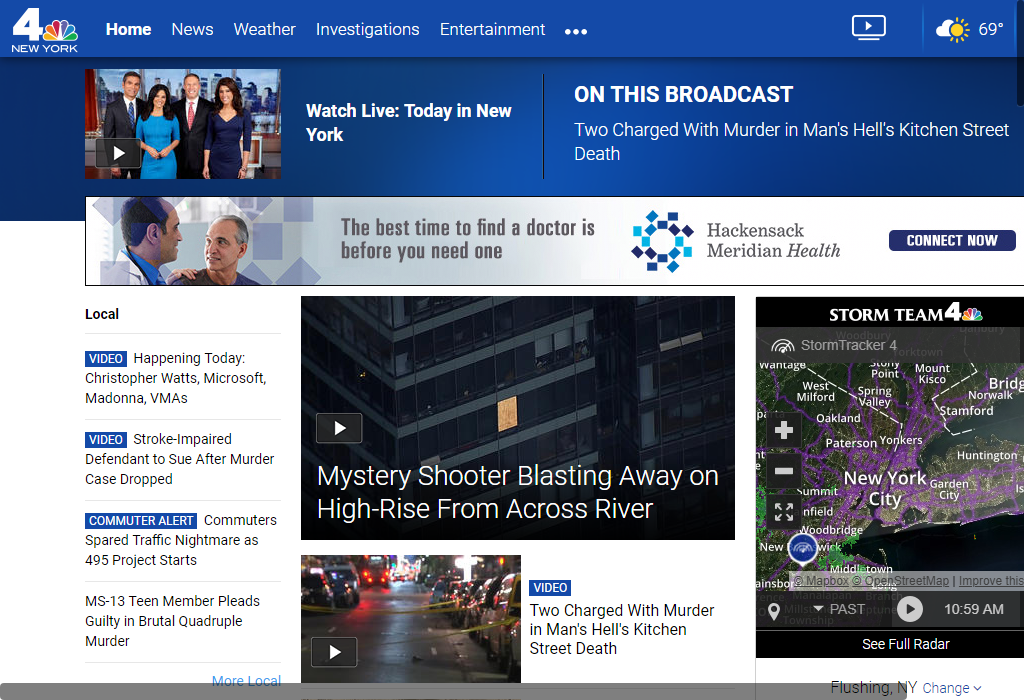 4
NEW YORK
Home
News
Weather
Investigations
Entertainment
69°
Watch Live: Today in New
York
ON THIS BROADCAST
Two Charged With Murder in Man's Hell's Kitchen Street
Death
The best time to find a doctor is
before you need one
Hackensack
Meridian Health
CONNECT NOW
Local
VIDEO Happening Today:
Christopher Watts, Microsoft,
Madonna, VMAs
VIDEO Stroke-Impaired
Defendant to Sue After Murder
Case Dropped
COMMUTER ALERT Commuters
Spared Traffic Nightmare as
495 Project Starts
MS-13 Teen Member Pleads
Guilty in Brutal Quadruple
Murder
More Local
Mystery Shooter Blasting Away on
High-Rise From Across River
VIDEO
Two Charged With Murder
in Man's Hell's Kitchen
Street Death
STORM TEAM 4
StormTracker 4
Woodbury
Danbury
Yorktown
Wantage
Stony
Point
Mount
Kisco
West
Milford
Spring
Valley
Bridg
Norwalk
Stamford
Oakland
Paterson
Yonkers
Huntington
New York
City
Garden
City
Is
Summit
nfield
Woodbridge
New
wick
Middletown
ainsbor
Long
Branch
Manalapan
Township
© Mapbox © OpenStreetMap | Improve this
PAST
10:59 AM
See Full Radar
Flushing, NY Change